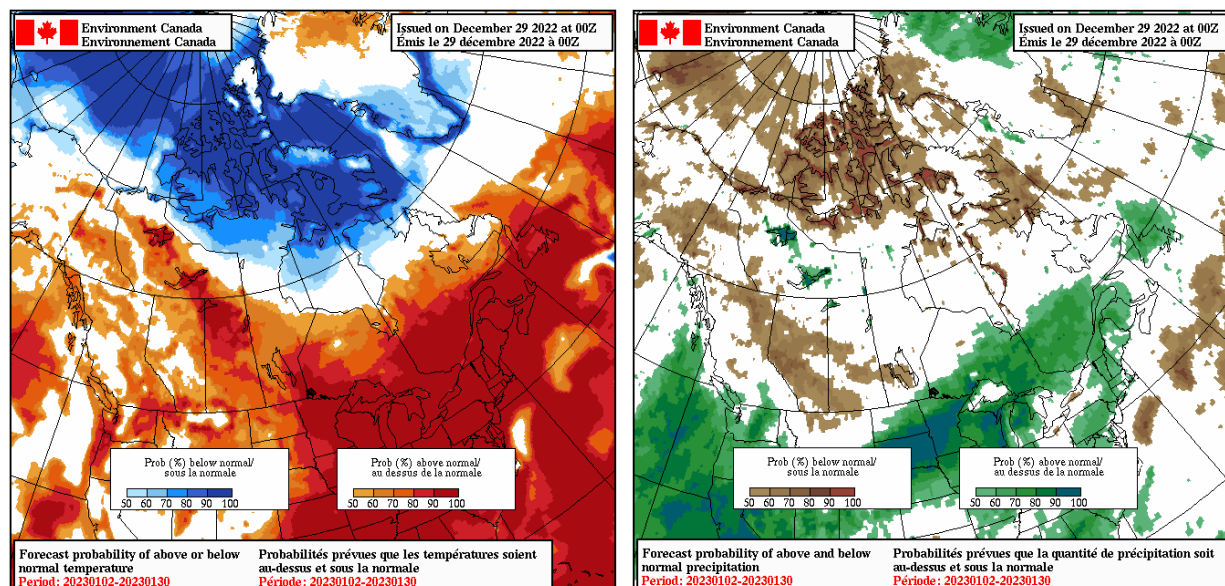 Environment Canada
Environnement Canada
Issued on December 29 2022 at 00Z
Émis le 29 décembre 2022 à 00Z
Prob (%) below normal/
sous la normale
50 60 70 80 90 100
Prob (%) above normal/
au dessus de la normale
50 60 70 80 90 100
Forecast probability of above or below
normal temperature
Period: 20230102-20230130
Probabilités prévues que les températures soient
au-dessus et sous la normale
Période: 20230102-20230130
Environment Canada
Environnement Canada
Issued on December 29 2022 at 00Z
Émis le 29 décembre 2022 à 00Z
Prob (%) below normal/
sous la normale
50 60 70 80 90 100
Prob (%) above normal/
au dessus de la normale
50 60 70 80 90 100
Forecast probability of above and below
normal precipitation
Period: 20230102-20230130
Probabilités prévues que la quantité de précipitation soit
au-dessus et sous la normale
Période: 20230102-20230130